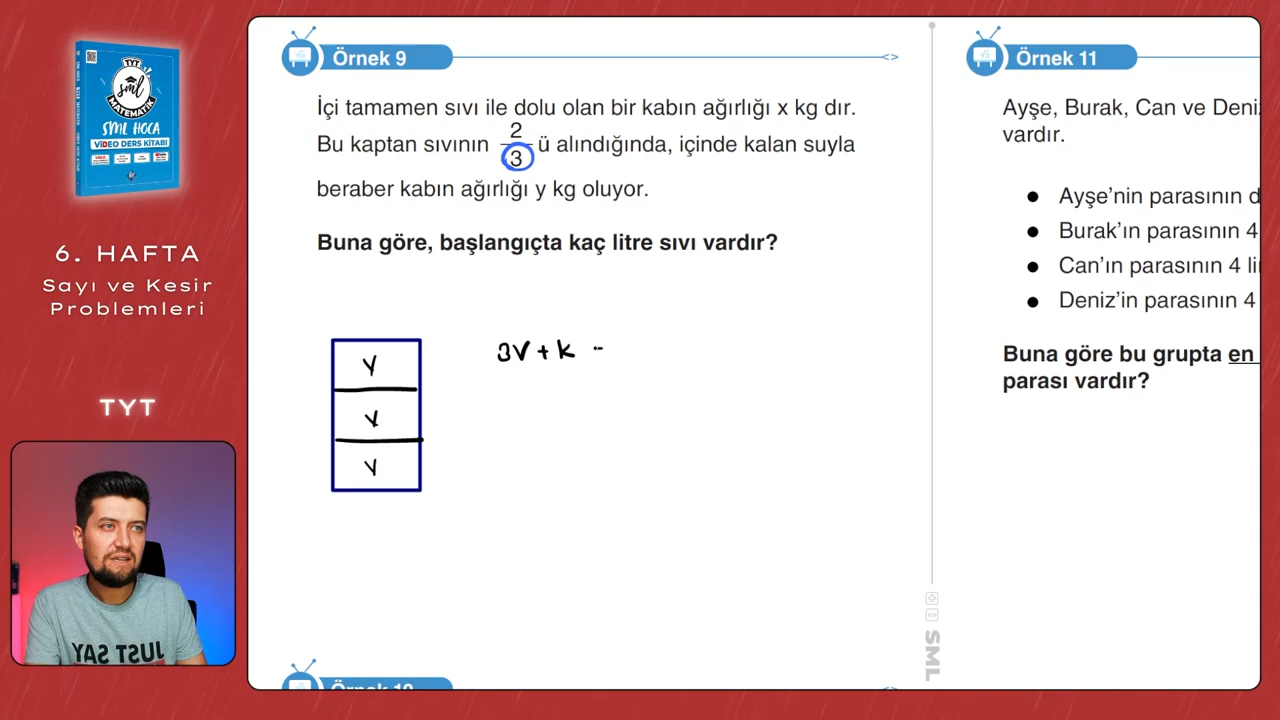 TYT
sml
MATEMATİK
SML HOCA
VİDEO DERS KİTABI
6. HAFTA
Sayı ve Kesir
Problemleri
TYT
JUST SAY
Örnek 9
İçi tamamen sıvı ile dolu olan bir kabın ağırlığı x kg dır.
Bu kaptan sıvının 2/3 ü alındığında, içinde kalan suyla
beraber kabın ağırlığı y kg oluyor.
Buna göre, başlangıçta kaç litre sıvı vardır?
V
V
V
3V + k
Örnek 10
Örnek 11
Ayşe, Burak, Can ve Deni
vardır.
● Ayşe’nin parasının d
● Burak’ın parasının 4
● Can’ın parasının 4 li
● Deniz’in parasının 4
Buna göre bu grupta en
parası vardır?
SML